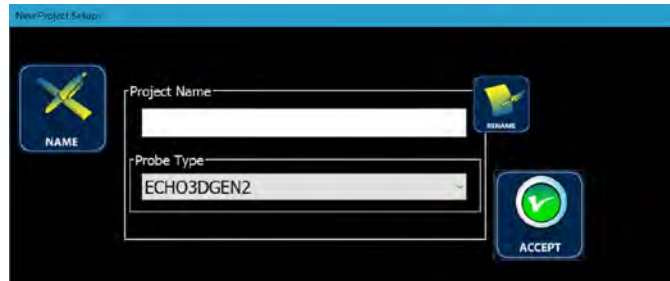 New Project Setup
Project Name
NAME
RENAME
Probe Type
ECHO3DGEN2
ACCEPT